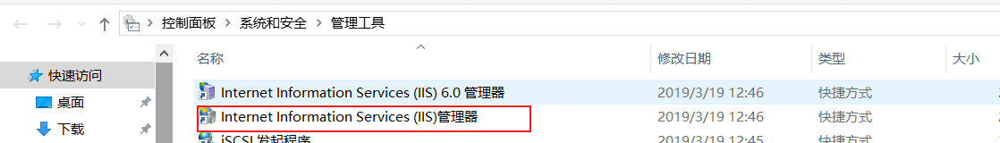 控制面板 > 系统和安全 > 管理工具
名称 修改日期 类型 大小
快速访问
桌面
下载
Internet Information Services (IIS) 6.0 管理器 2019/3/19 12:46 快捷方式
Internet Information Services (IIS)管理器 2019/3/19 12:46 快捷方式
iSCSI 发起程序 2019/3/19 12:45 快捷方式